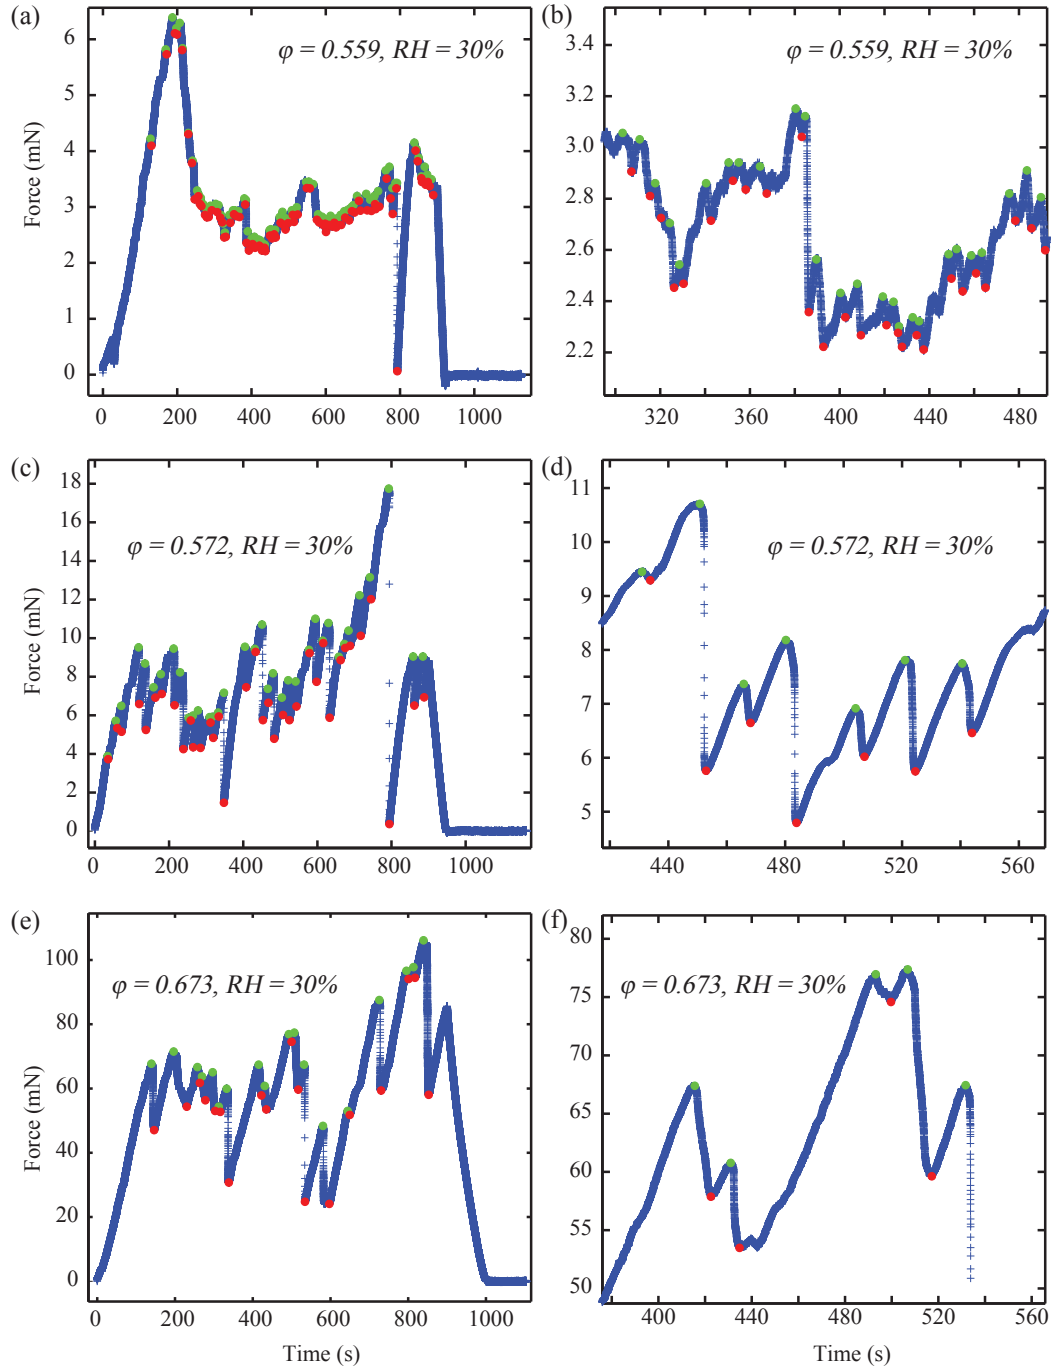 (a)
φ = 0.559, RH = 30%
Force (mN)
6
5
4
3
2
1
0
0 200 400 600 800 1000
(b)
φ = 0.559, RH = 30%
3.4
3.2
3.0
2.8
2.6
2.4
2.2
320 360 400 440 480
(c)
φ = 0.572, RH = 30%
Force (mN)
18
16
14
12
10
8
6
4
2
0
0 200 400 600 800 1000
(d)
φ = 0.572, RH = 30%
11
10
9
8
7
6
5
440 480 520 560
(e)
φ = 0.673, RH = 30%
Force (mN)
100
80
60
40
20
0
0 200 400 600 800 1000
Time (s)
(f)
φ = 0.673, RH = 30%
80
75
70
65
60
55
50
400 440 480 520 560
Time (s)